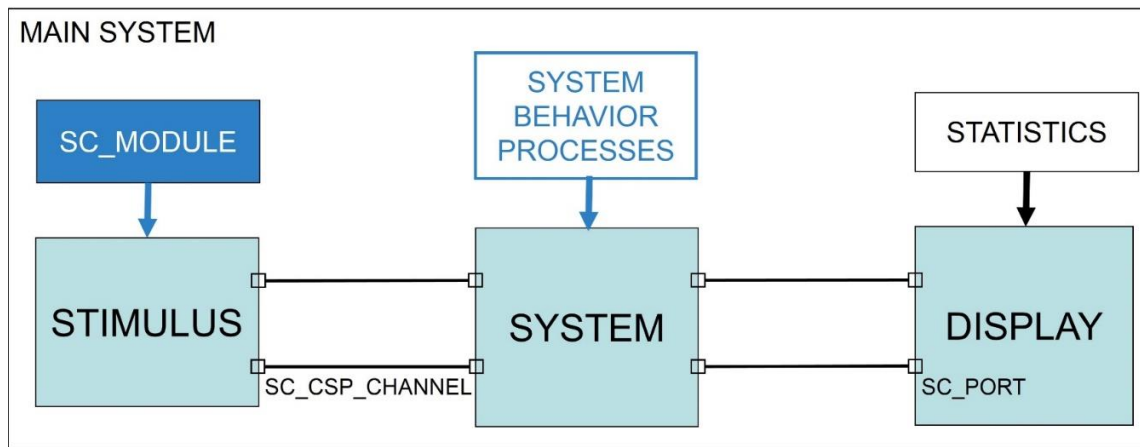 MAIN SYSTEM
SC_MODULE
SYSTEM
BEHAVIOR
PROCESSES
STATISTICS
STIMULUS
SYSTEM
DISPLAY
SC_CSP_CHANNEL
SC_PORT